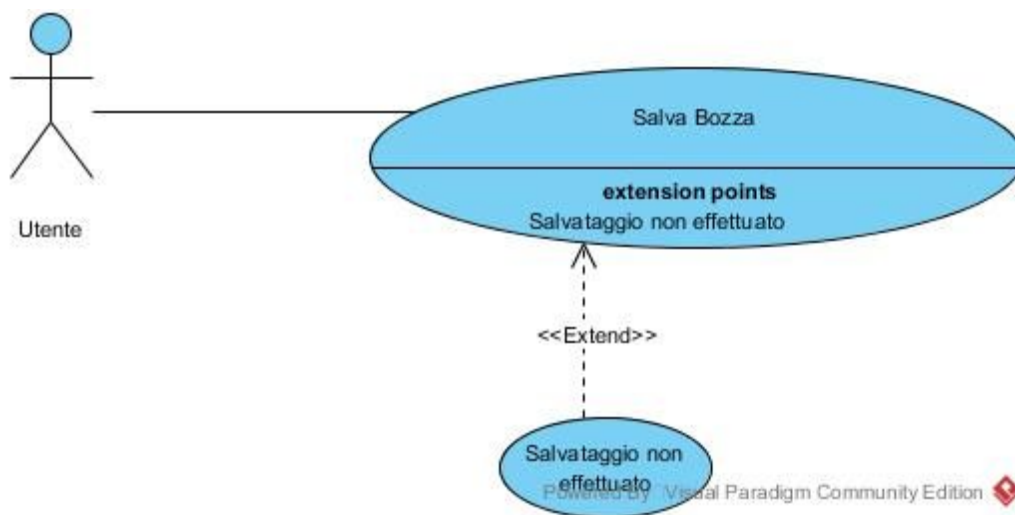 Salva Bozza
extension points
Salvataggio non effettuato
Utente
<<Extend>>
Salvataggio non
effettuato
Powered By Visual Paradigm Community Edition